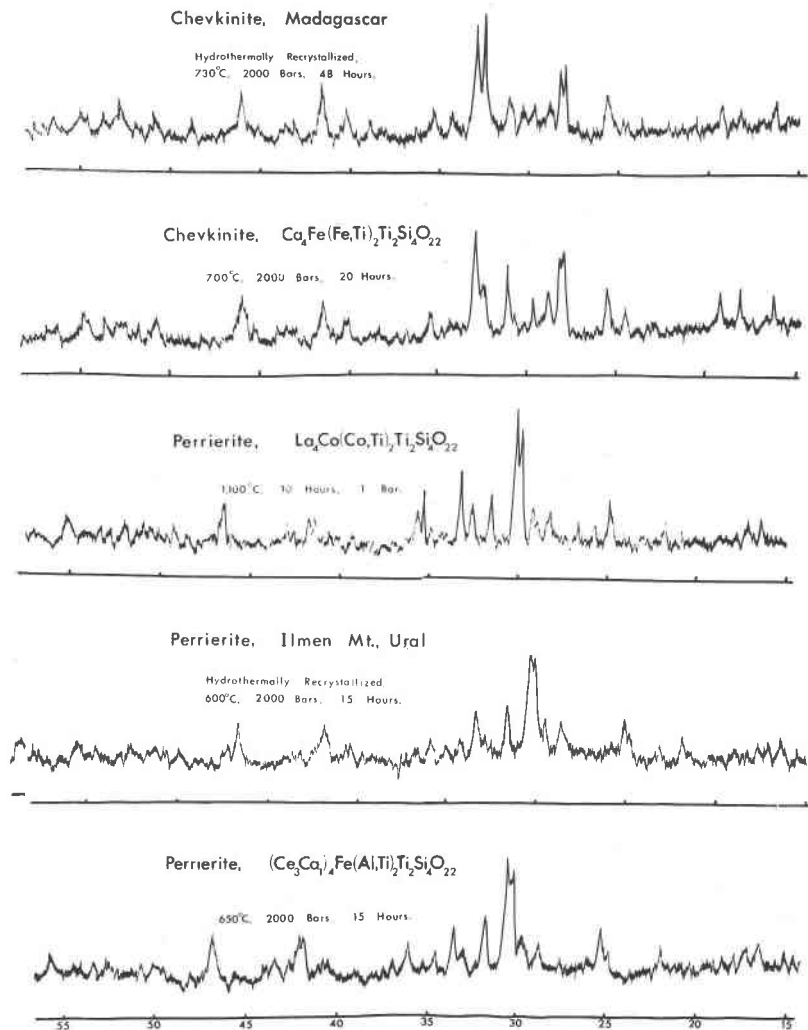 Chevkinite, Madagascar
Hydrothermally Recrystallized,
730°C, 2000 Bars, 48 Hours.
Chevkinite, Ca₄Fe(Fe,Ti)₂Ti₂Si₄O₂₂
700°C, 2000 Bars, 20 Hours.
Perrierite, La₄Co(Co,Ti)₂Ti₂Si₄O₂₂
1100°C, 10 Hours, 1 Bar.
Perrierite, Ilmen Mt., Ural
Hydrothermally Recrystallized
600°C, 2000 Bars, 15 Hours.
Perrierite, (Ce₃Ca₁)₄Fe(Al,Ti)₂Ti₂Si₄O₂₂
650°C, 2000 Bars, 15 Hours.
55 50 45 40 35 30 25 20 15